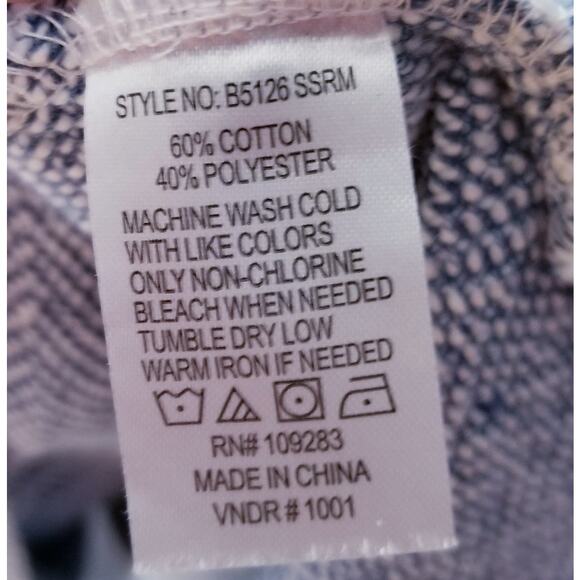 STYLE NO: B5126 SSRM
60% COTTON
40% POLYESTER
MACHINE WASH COLD
WITH LIKE COLORS
ONLY NON-CHLORINE
BLEACH WHEN NEEDED
TUMBLE DRY LOW
WARM IRON IF NEEDED
RN# 109283
MADE IN CHINA
VNDR # 1001